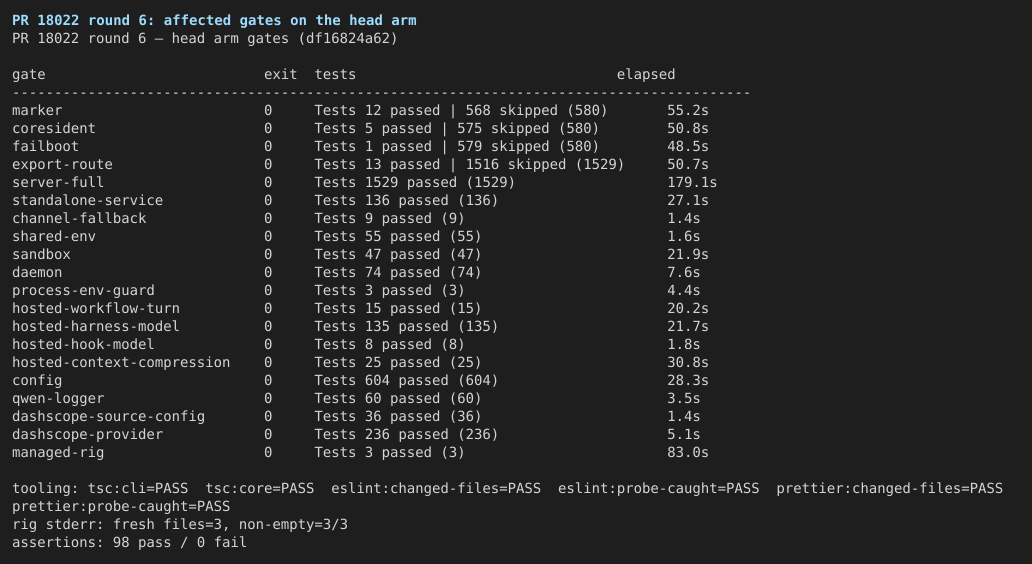 PR 18022 round 6: affected gates on the head arm
PR 18022 round 6 — head arm gates (df16824a62)
gate exit tests elapsed
----------------------------------------------------------------------------------------
marker 0 Tests 12 passed | 568 skipped (580) 55.2s
coresident 0 Tests 5 passed | 575 skipped (580) 50.8s
failboot 0 Tests 1 passed | 579 skipped (580) 48.5s
export-route 0 Tests 13 passed | 1516 skipped (1529) 50.7s
server-full 0 Tests 1529 passed (1529) 179.1s
standalone-service 0 Tests 136 passed (136) 27.1s
channel-fallback 0 Tests 9 passed (9) 1.4s
shared-env 0 Tests 55 passed (55) 1.6s
sandbox 0 Tests 47 passed (47) 21.9s
daemon 0 Tests 74 passed (74) 7.6s
process-env-guard 0 Tests 3 passed (3) 4.4s
hosted-workflow-turn 0 Tests 15 passed (15) 20.2s
hosted-harness-model 0 Tests 135 passed (135) 21.7s
hosted-hook-model 0 Tests 8 passed (8) 1.8s
hosted-context-compression 0 Tests 25 passed (25) 30.8s
config 0 Tests 604 passed (604) 28.3s
qwen-logger 0 Tests 60 passed (60) 3.5s
dashscope-source-config 0 Tests 36 passed (36) 1.4s
dashscope-provider 0 Tests 236 passed (236) 5.1s
managed-rig 0 Tests 3 passed (3) 83.0s
tooling: tsc:cli=PASS tsc:core=PASS eslint:changed-files=PASS eslint:probe-caught=PASS prettier:changed-files=PASS
prettier:probe-caught=PASS
rig stderr: fresh files=3, non-empty=3/3
assertions: 98 pass / 0 fail